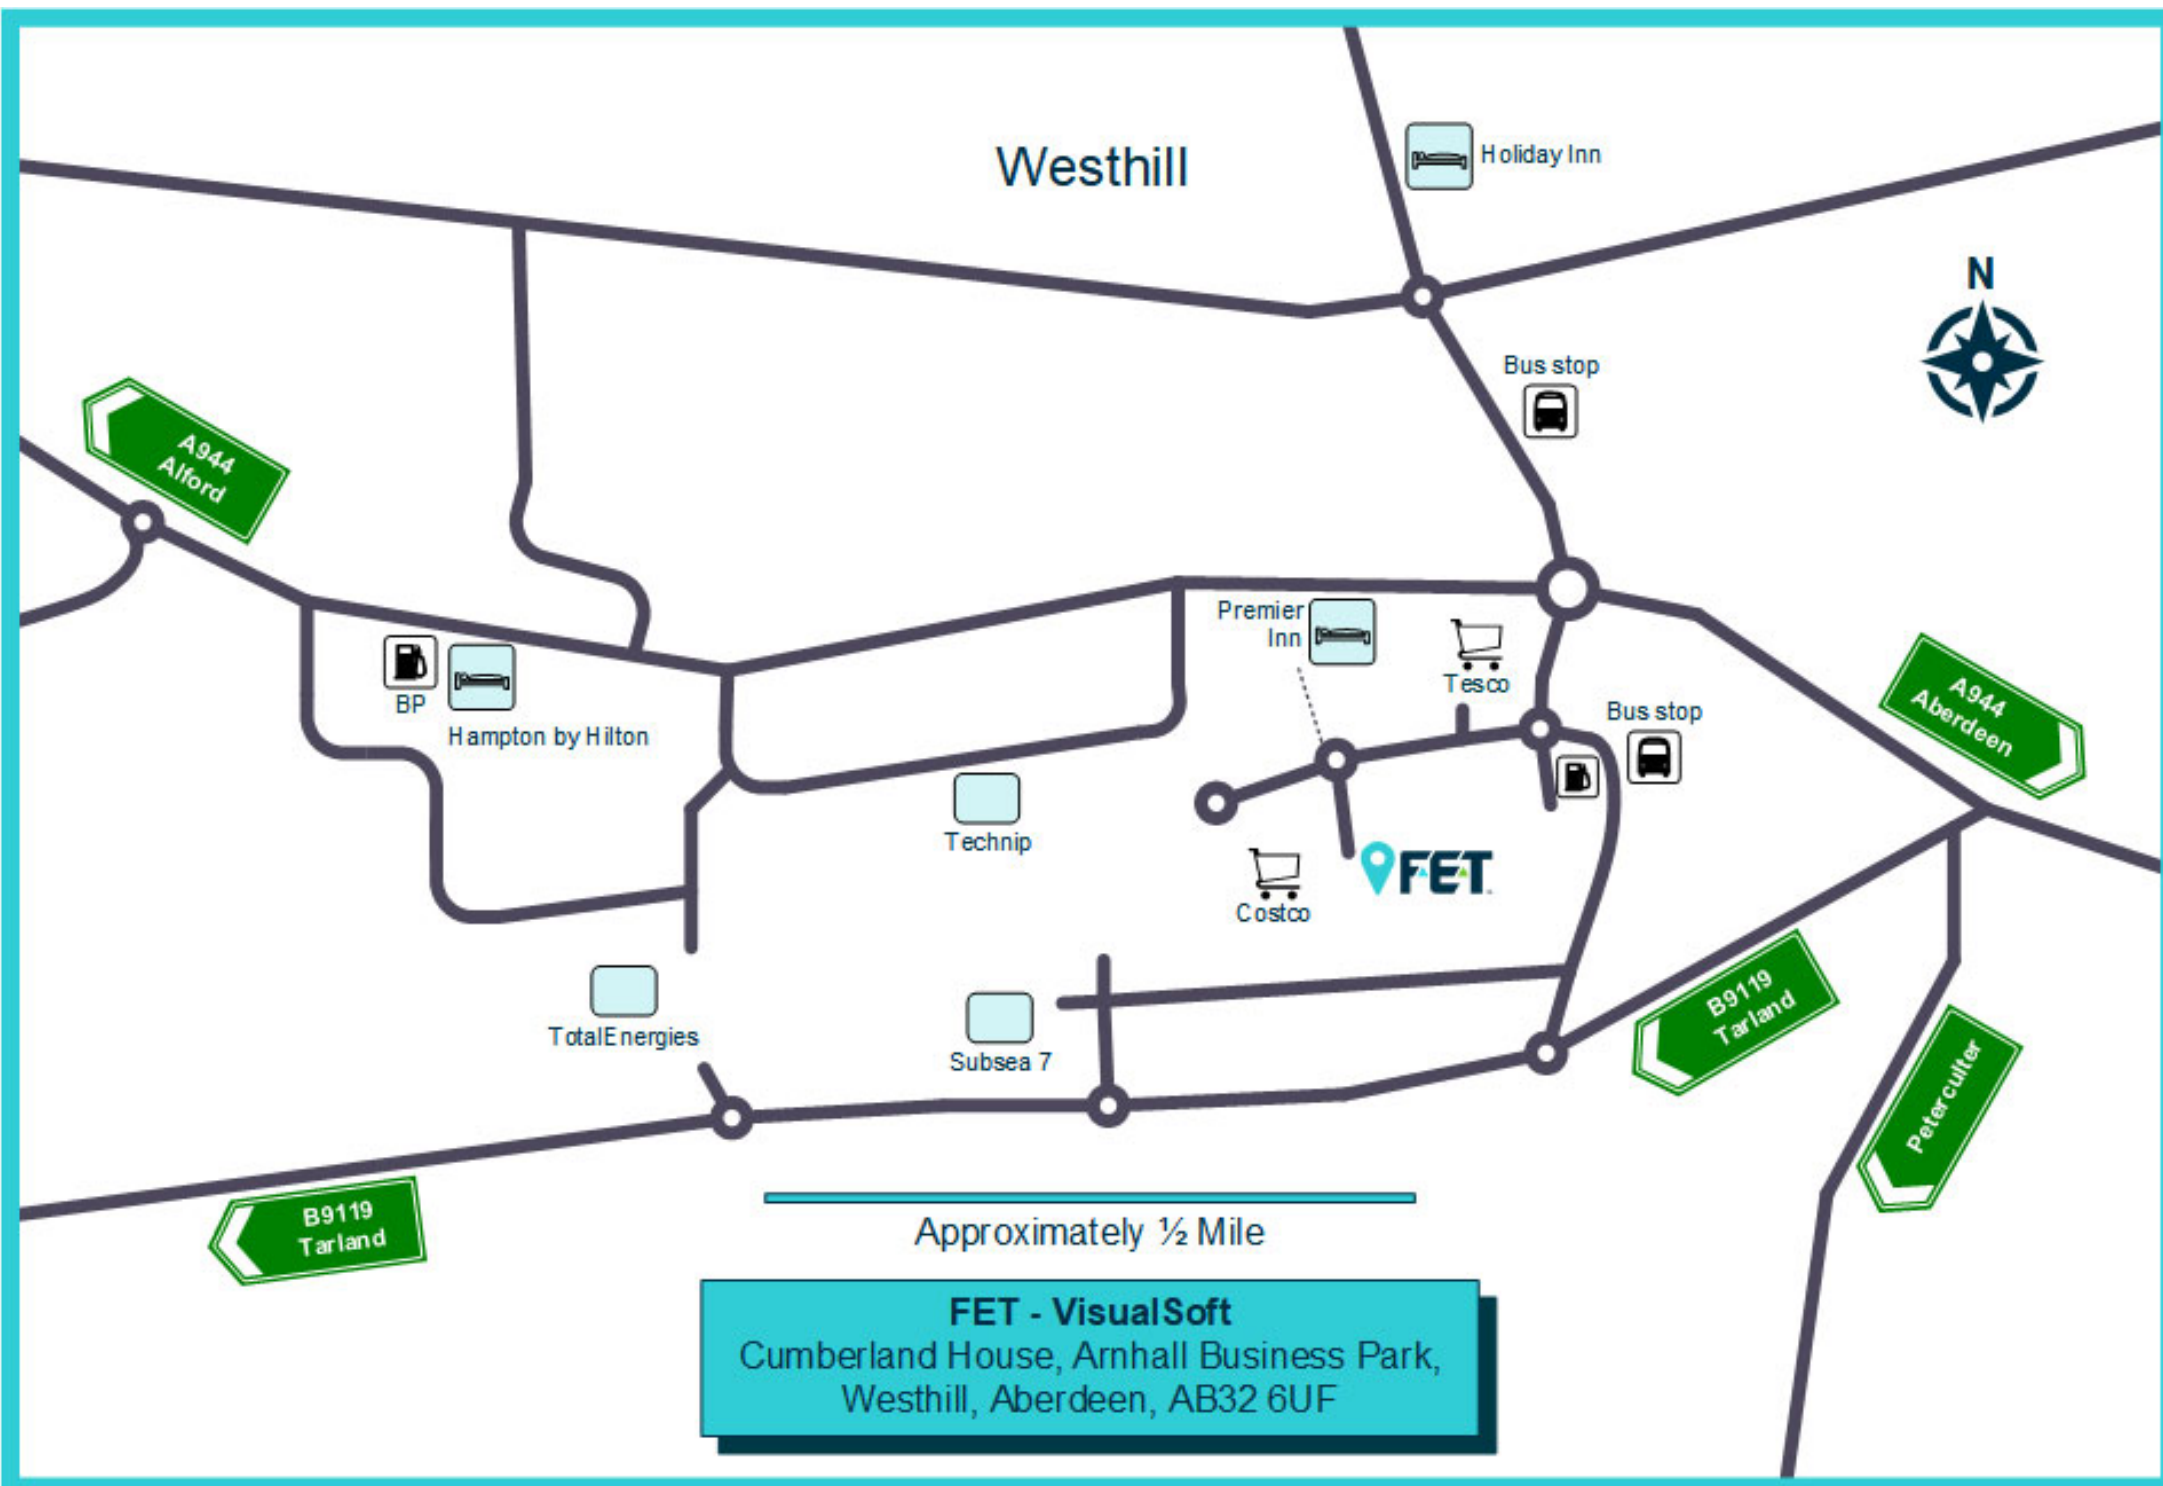 Westhill
Holiday Inn
N
Bus stop
A944
Alford
Premier
Inn
Tesco
BP
Hampton by Hilton
Bus stop
A944
Aberdeen
Technip
FET
Costco
TotalEnergies
Subsea 7
B9119
Tarland
Peterculter
B9119
Tarland
Approximately ½ Mile
FET - VisualSoft
Cumberland House, Arnhall Business Park,
Westhill, Aberdeen, AB32 6UF